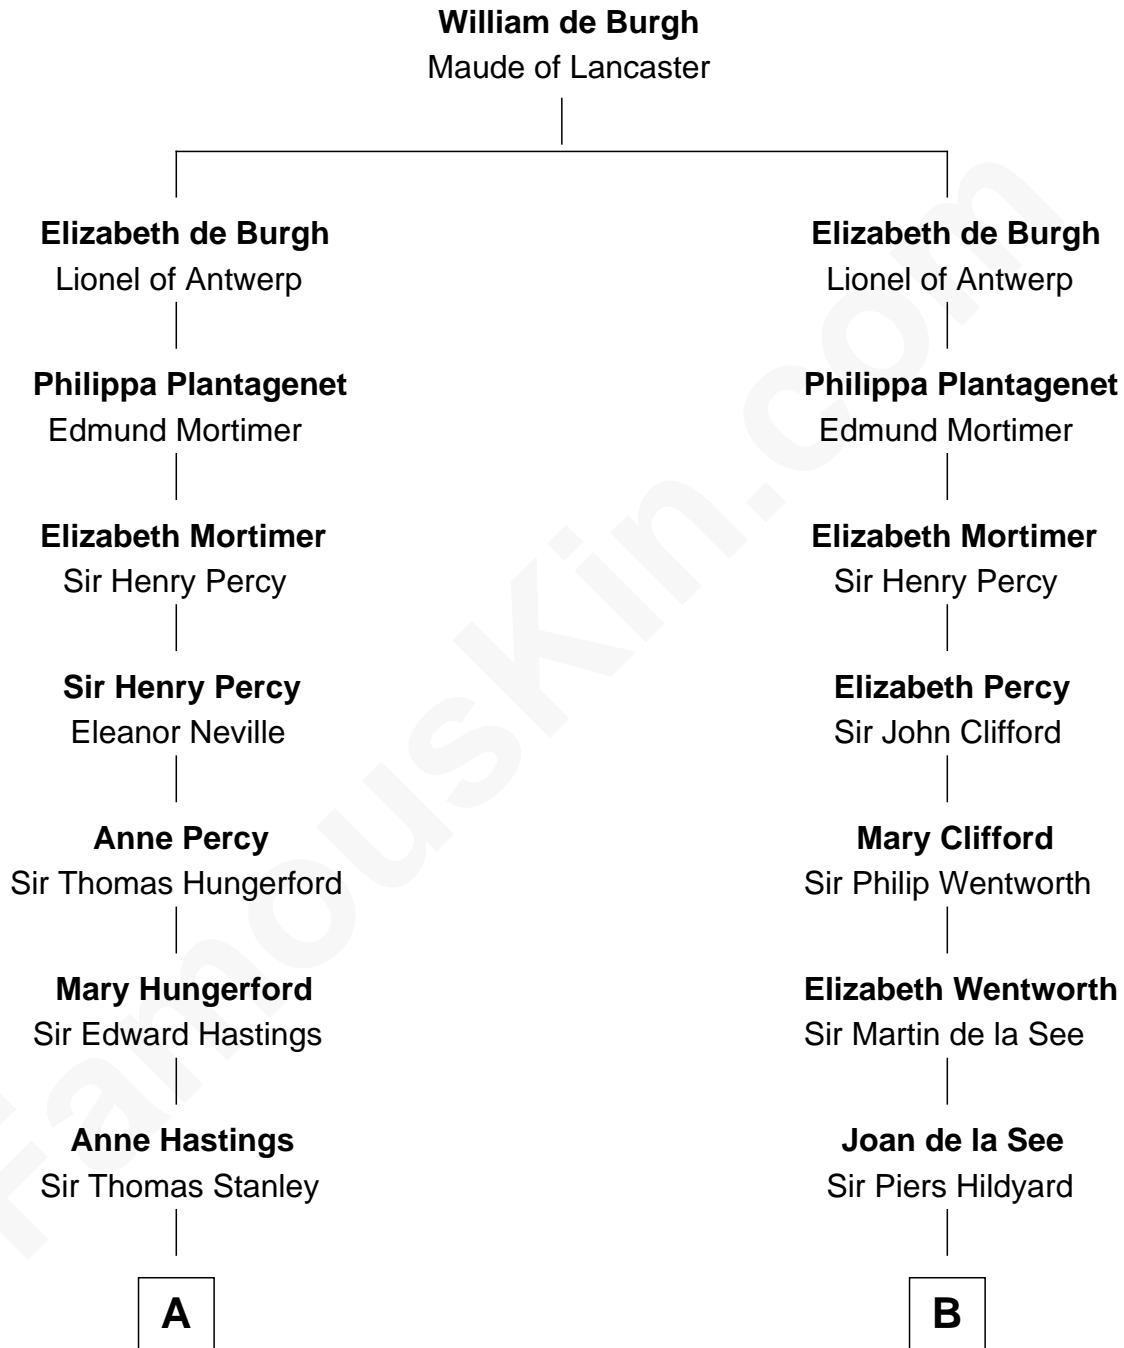 William de Burgh
Maude of Lancaster
Elizabeth de Burgh
Lionel of Antwerp
Elizabeth de Burgh
Lionel of Antwerp
Philippa Plantagenet
Edmund Mortimer
Philippa Plantagenet
Edmund Mortimer
Elizabeth Mortimer
Sir Henry Percy
Elizabeth Mortimer
Sir Henry Percy
Sir Henry Percy
Eleanor Neville
Elizabeth Percy
Sir John Clifford
Anne Percy
Sir Thomas Hungerford
Mary Clifford
Sir Philip Wentworth
Mary Hungerford
Sir Edward Hastings
Elizabeth Wentworth
Sir Martin de la See
Anne Hastings
Sir Thomas Stanley
Joan de la See
Sir Piers Hildyard
A
B
FamousKin.com